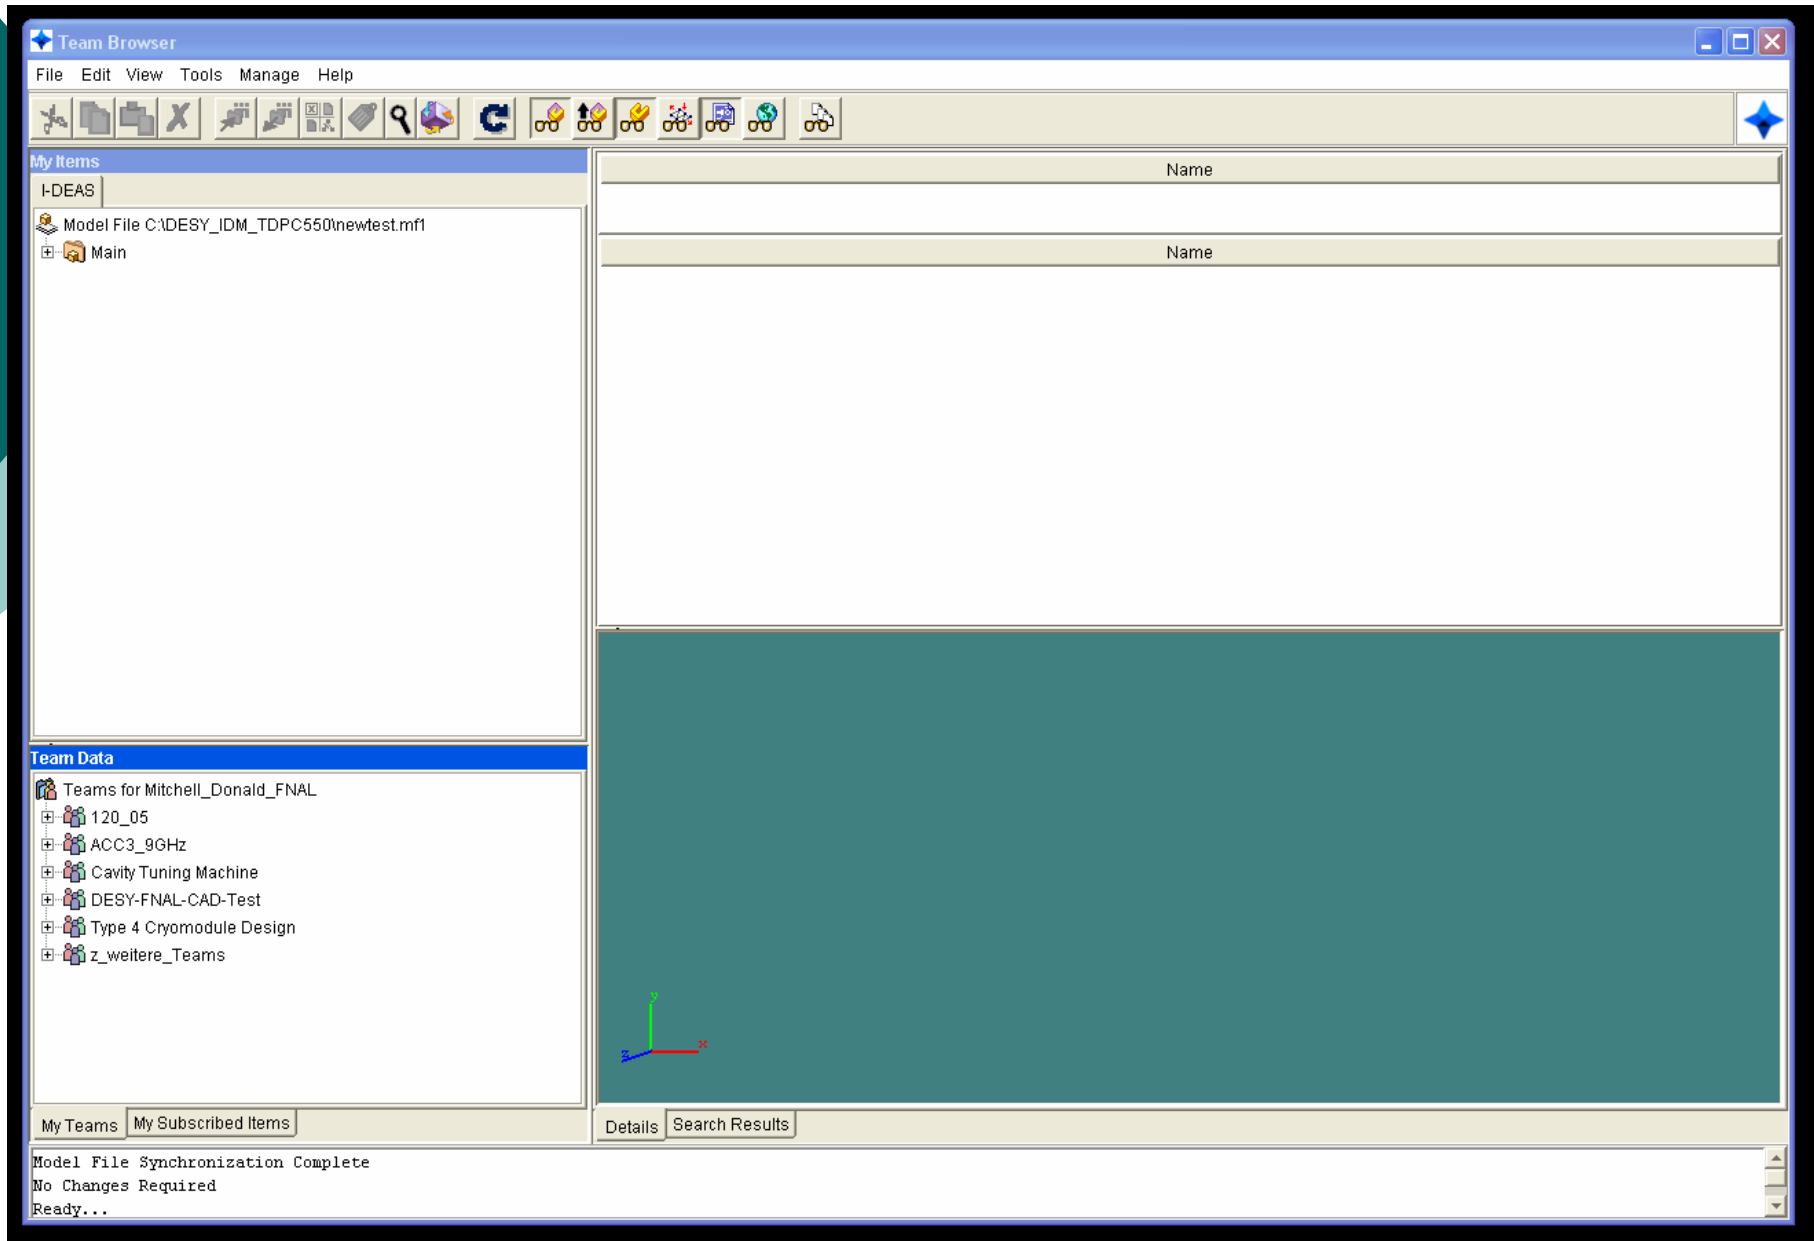 Team Browser
File Edit View Tools Manage Help
My Items
I-DEAS
Model File C:\DESY_IDM_TDPC550\newtest.mf1
Main
Name
Name
Team Data
Teams for Mitchell_Donald_FNAL
120_05
ACC3_9GHz
Cavity Tuning Machine
DESY-FNAL-CAD-Test
Type 4 Cryomodule Design
z_weitere_Teams
y
x
z
My Teams My Subscribed Items
Details Search Results
Model File Synchronization Complete
No Changes Required
Ready...